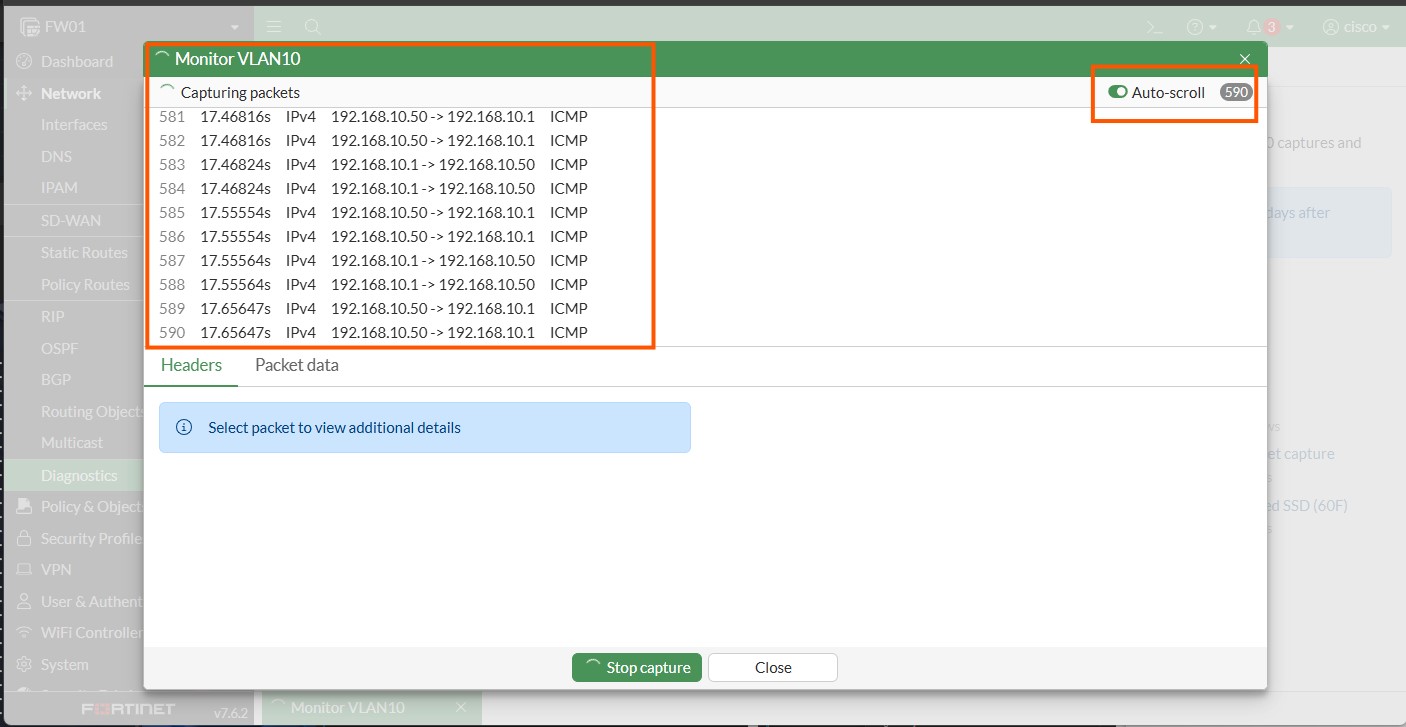 FW01
3
cisco
Dashboard
Network
Interfaces
DNS
IPAM
SD-WAN
Static Routes
Policy Routes
RIP
OSPF
BGP
Routing Objects
Multicast
Diagnostics
Policy & Object
Security Profile
VPN
User & Authent
WiFi Controller
System
FORTINET v7.6.2
Monitor VLAN10
Capturing packets
Auto-scroll 590
581 17.46816s IPv4 192.168.10.50 -> 192.168.10.1 ICMP
582 17.46816s IPv4 192.168.10.50 -> 192.168.10.1 ICMP
583 17.46824s IPv4 192.168.10.1 -> 192.168.10.50 ICMP
584 17.46824s IPv4 192.168.10.1 -> 192.168.10.50 ICMP
585 17.55554s IPv4 192.168.10.50 -> 192.168.10.1 ICMP
586 17.55554s IPv4 192.168.10.50 -> 192.168.10.1 ICMP
587 17.55564s IPv4 192.168.10.1 -> 192.168.10.50 ICMP
588 17.55564s IPv4 192.168.10.1 -> 192.168.10.50 ICMP
589 17.65647s IPv4 192.168.10.50 -> 192.168.10.1 ICMP
590 17.65647s IPv4 192.168.10.50 -> 192.168.10.1 ICMP
Headers Packet data
Select packet to view additional details
Stop capture
Close
captures and
days after
et capture
ed SSD (60F)
Monitor VLAN10